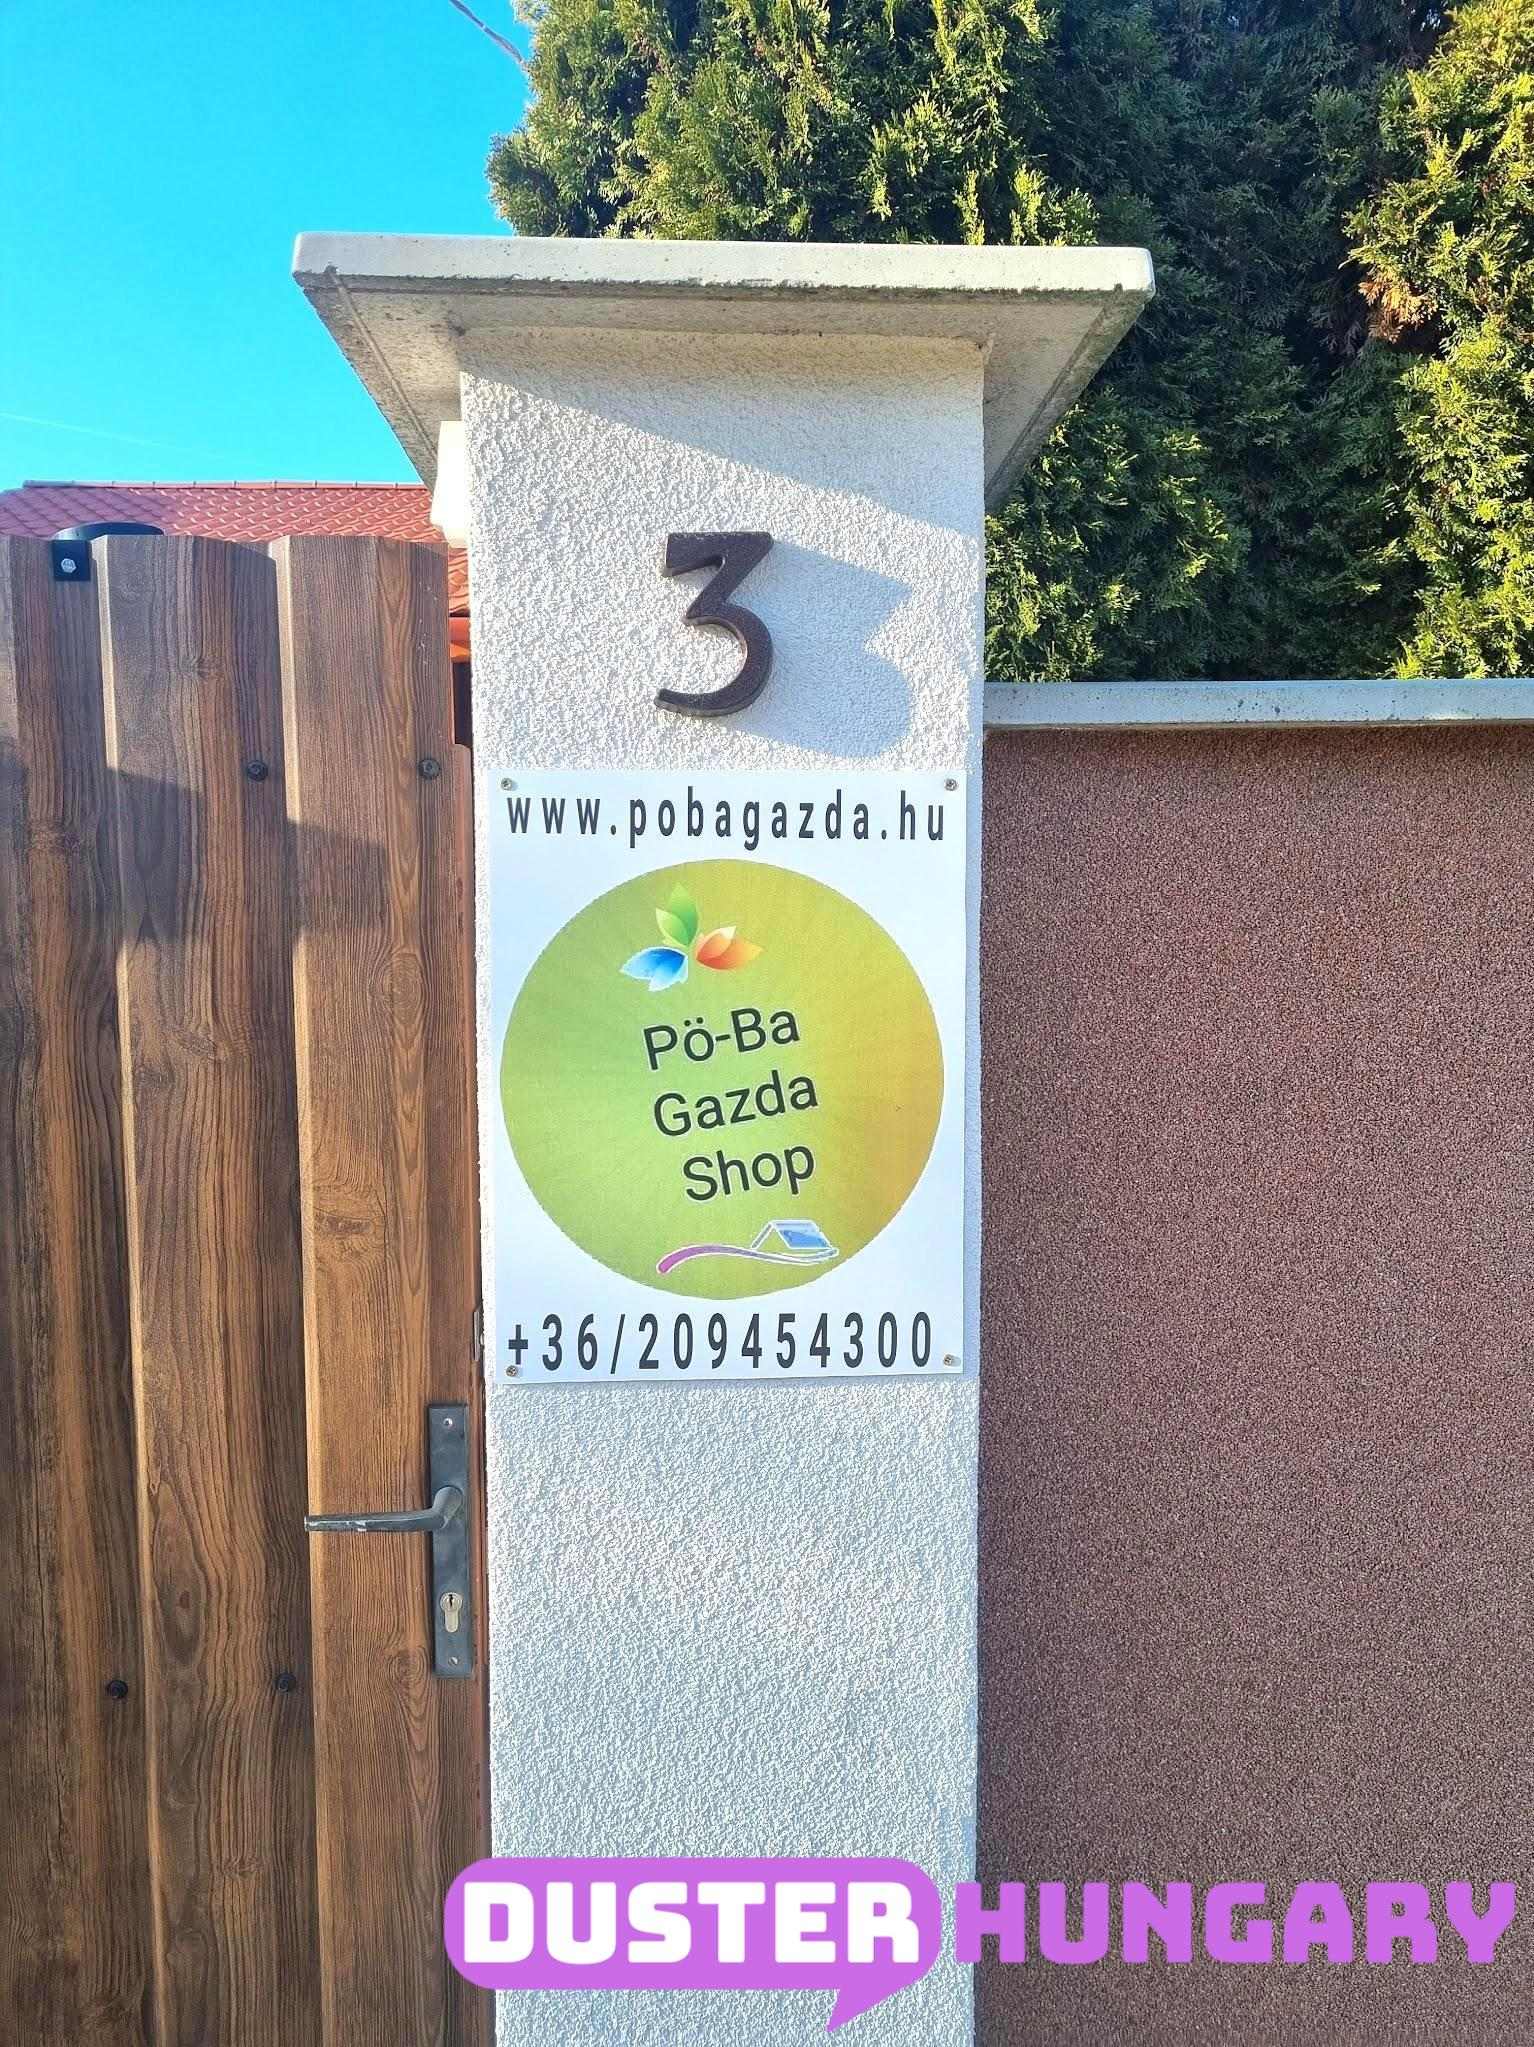 3
www.pobagazda.hu
Pö-Ba
Gazda
Shop
+36/209454300
DUSTER HUNGARY